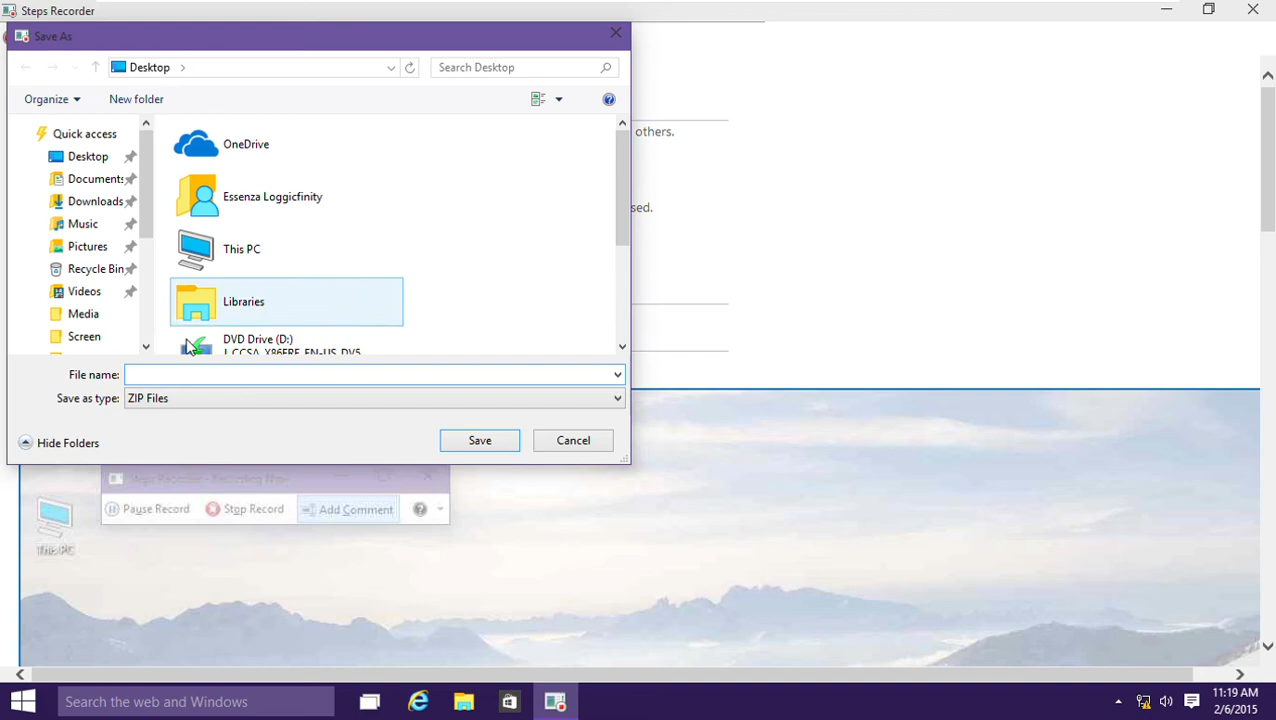 Steps Recorder
Save As
Desktop
Search Desktop
Organize
New folder
others.
Quick access
Desktop
Documents
Downloads
Music
Pictures
Recycle Bin
Videos
Media
Screen
OneDrive
Essenza Loggicfinity
sed.
This PC
Libraries
DVD Drive (D:)
File name:
Save as type: ZIP Files
Hide Folders
Save
Cancel
Steps Recorder - Recording Now
Pause Record
Stop Record
Add Comment
This PC
Search the web and Windows
11:19 AM
2/6/2015